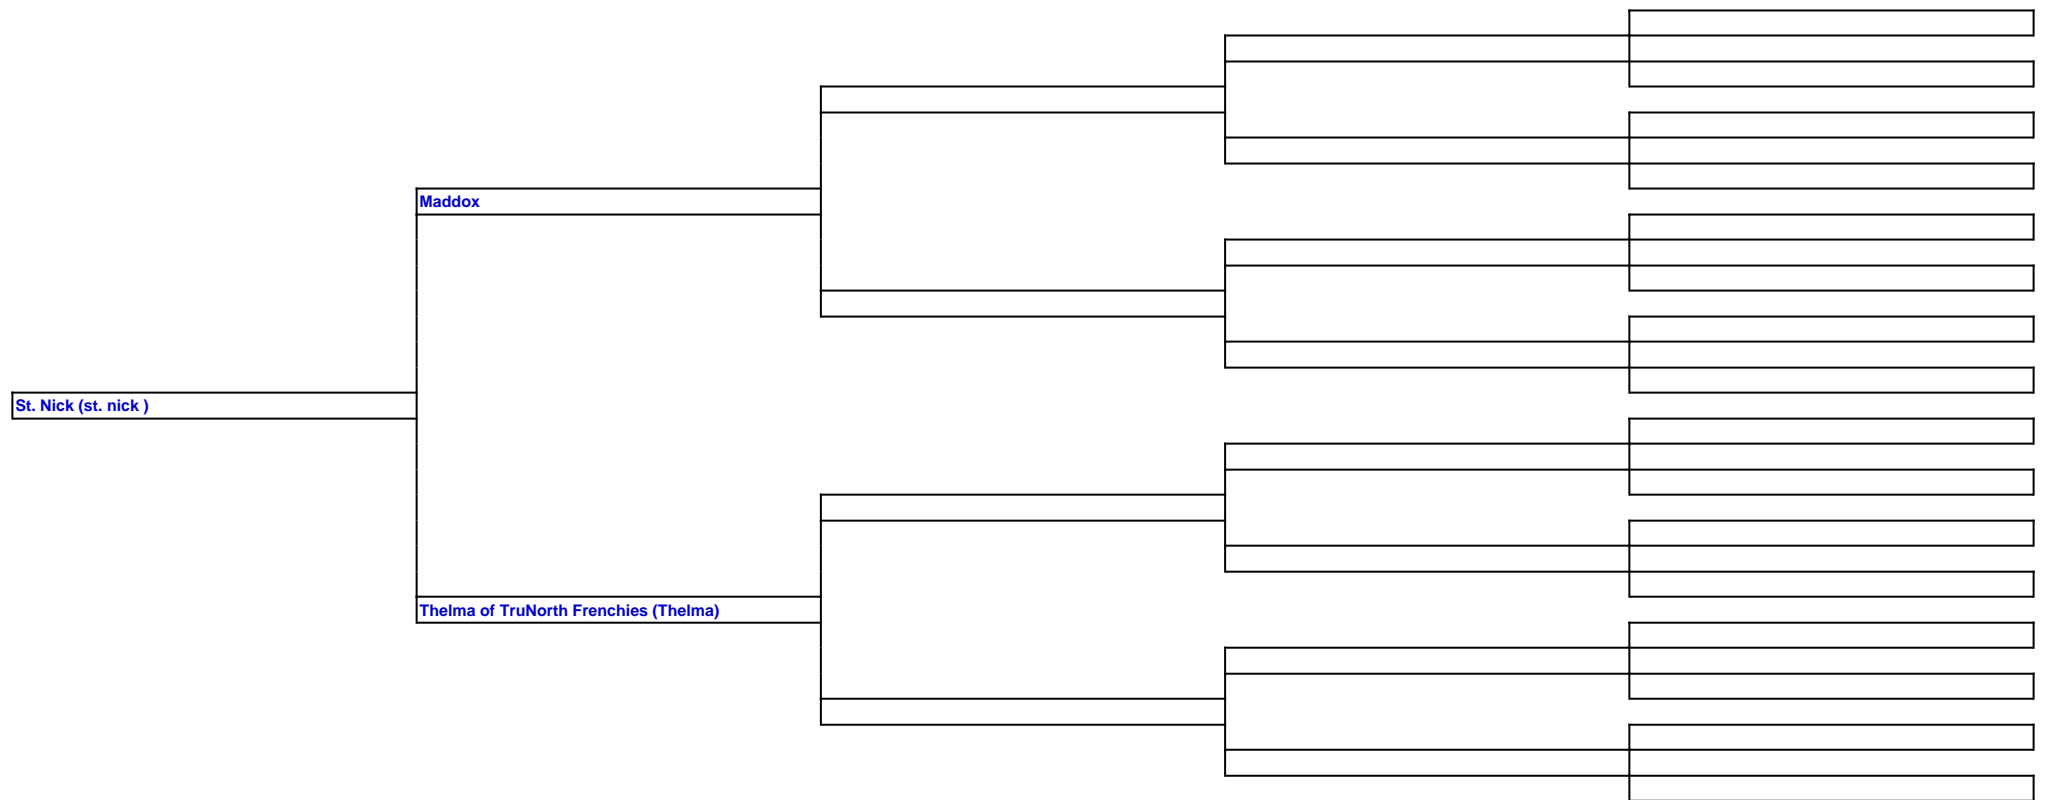 Maddox
St. Nick (st. nick )
Thelma of TruNorth Frenchies (Thelma)